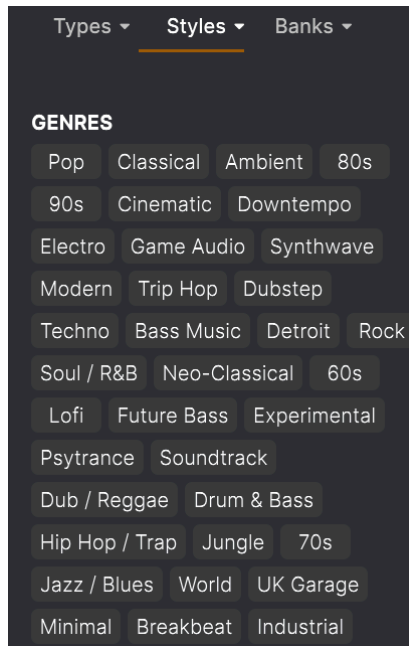 Types Styles Banks
GENRES
Pop Classical Ambient 80s
90s Cinematic Downtempo
Electro Game Audio Synthwave
Modern Trip Hop Dubstep
Techno Bass Music Detroit Rock
Soul / R&B Neo-Classical 60s
Lofi Future Bass Experimental
Psytrance Soundtrack
Dub / Reggae Drum & Bass
Hip Hop / Trap Jungle 70s
Jazz / Blues World UK Garage
Minimal Breakbeat Industrial